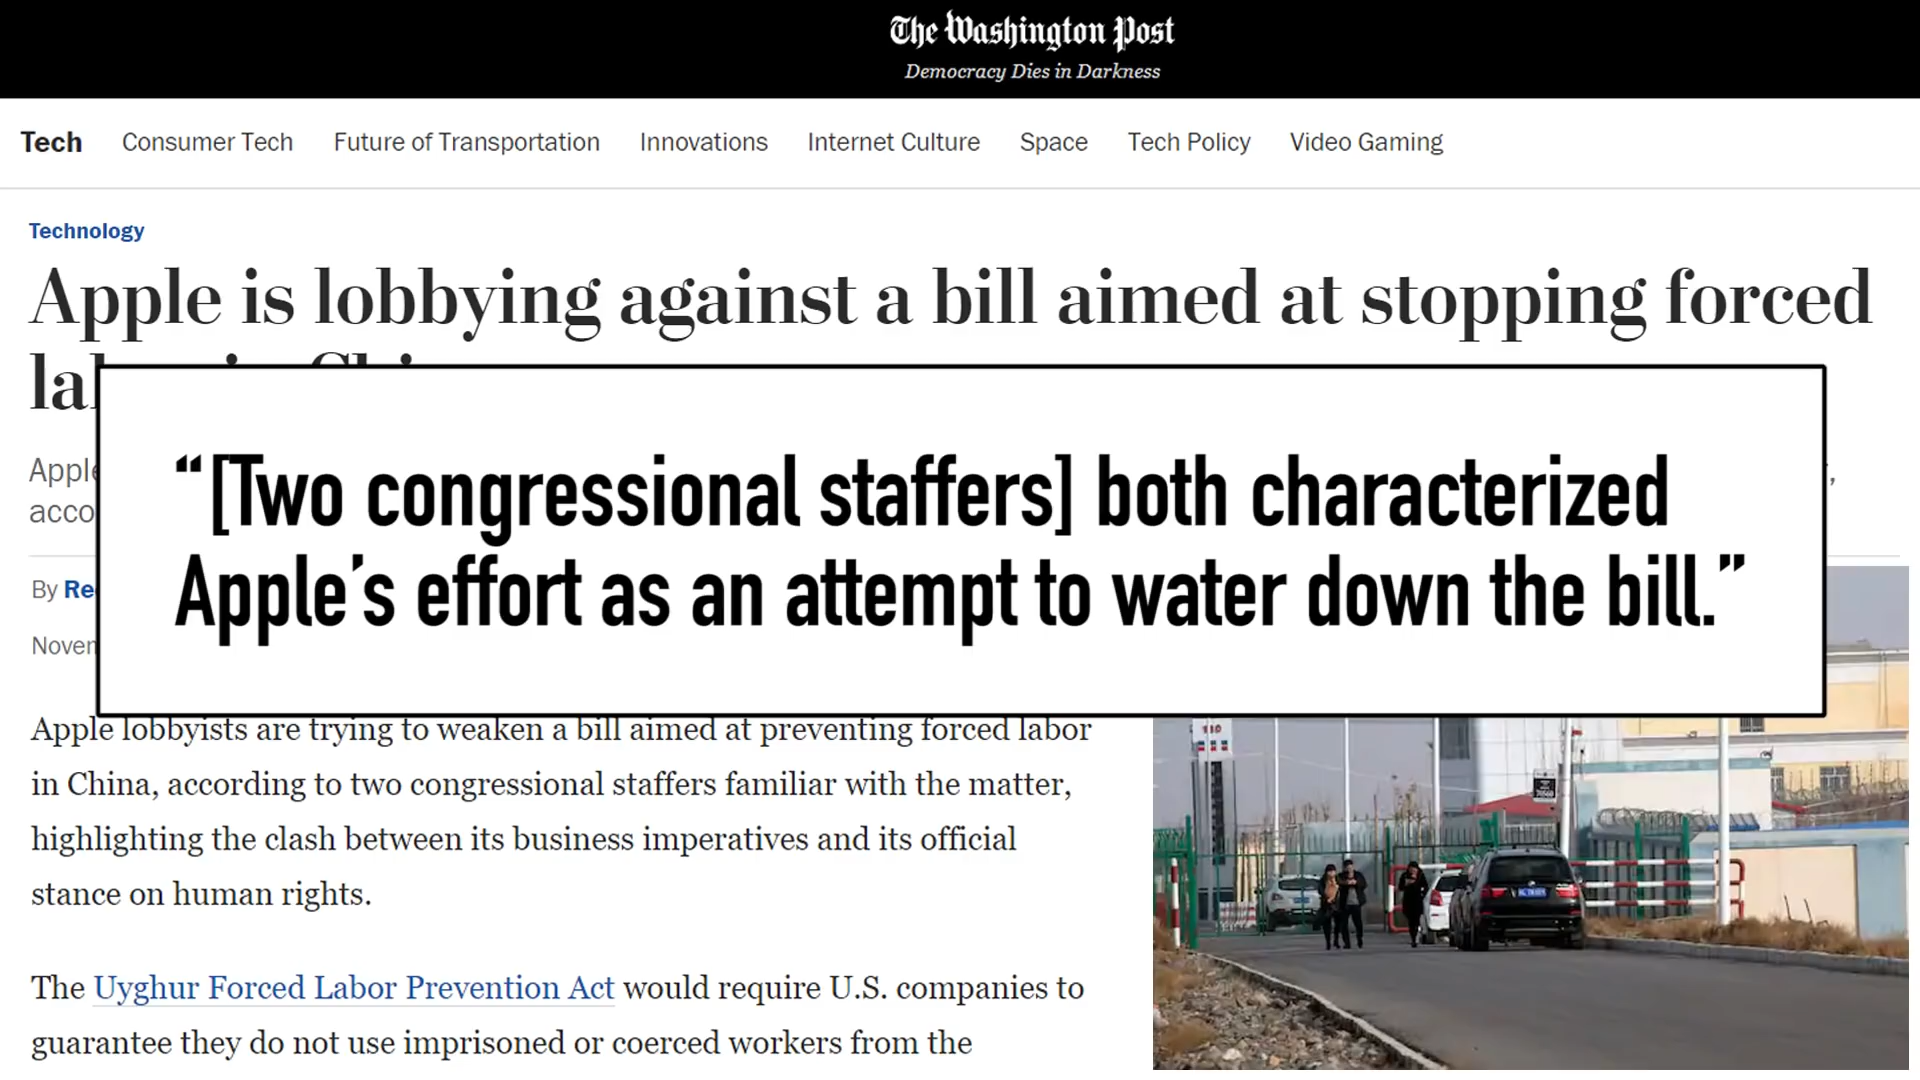 The Washington Post
Democracy Dies in Darkness
Tech Consumer Tech Future of Transportation Innovations Internet Culture Space Tech Policy Video Gaming
Technology
Apple is lobbying against a bill aimed at stopping forced
“[Two congressional staffers] both characterized
Apple’s effort as an attempt to water down the bill.”
By
Apple lobbyists are trying to weaken a bill aimed at preventing forced labor
in China, according to two congressional staffers familiar with the matter,
highlighting the clash between its business imperatives and its official
stance on human rights.
The Uyghur Forced Labor Prevention Act would require U.S. companies to
guarantee they do not use imprisoned or coerced workers from the